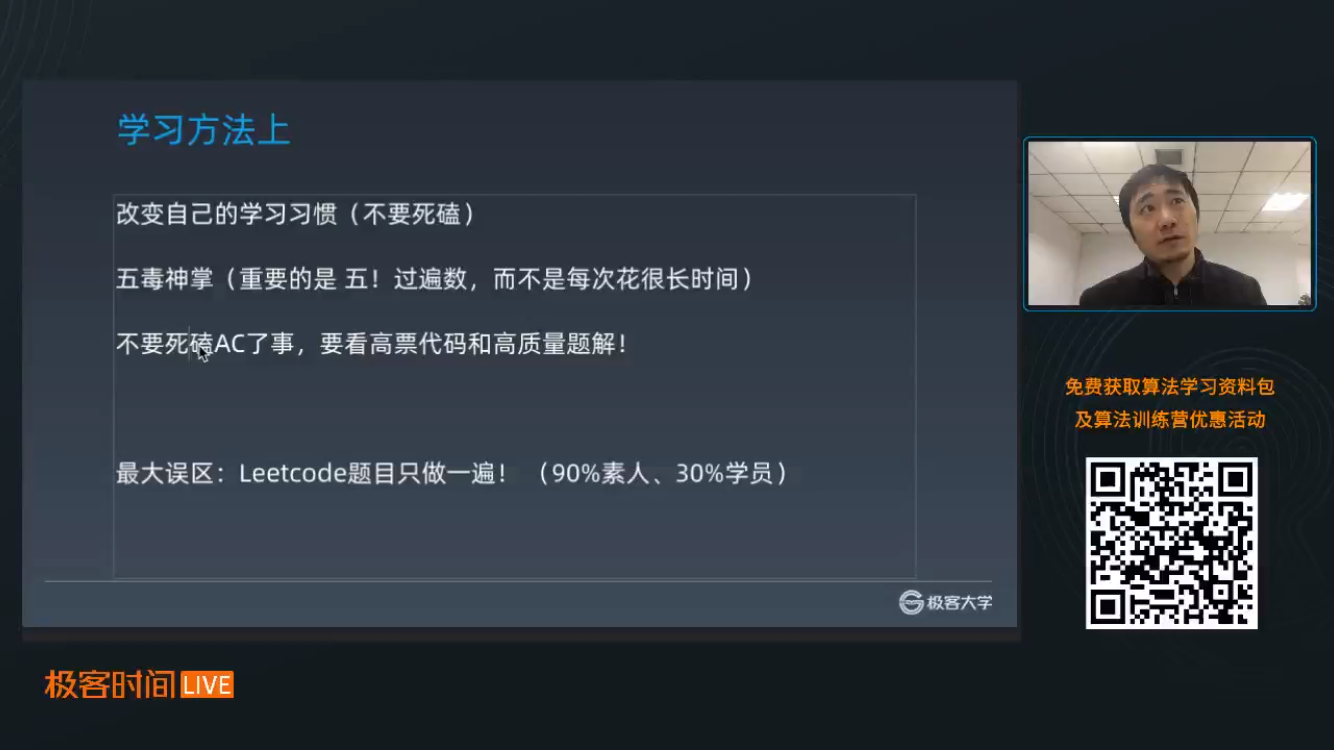 学习方法上
改变自己的学习习惯（不要死磕）
五毒神掌（重要的是 五！过遍数，而不是每次花很长时间）
不要死磕AC了事，要看高票代码和高质量题解！
最大误区：Leetcode题目只做一遍！ （90%素人、30%学员）
极客大学
免费获取算法学习资料包
及算法训练营优惠活动
极客时间LIVE